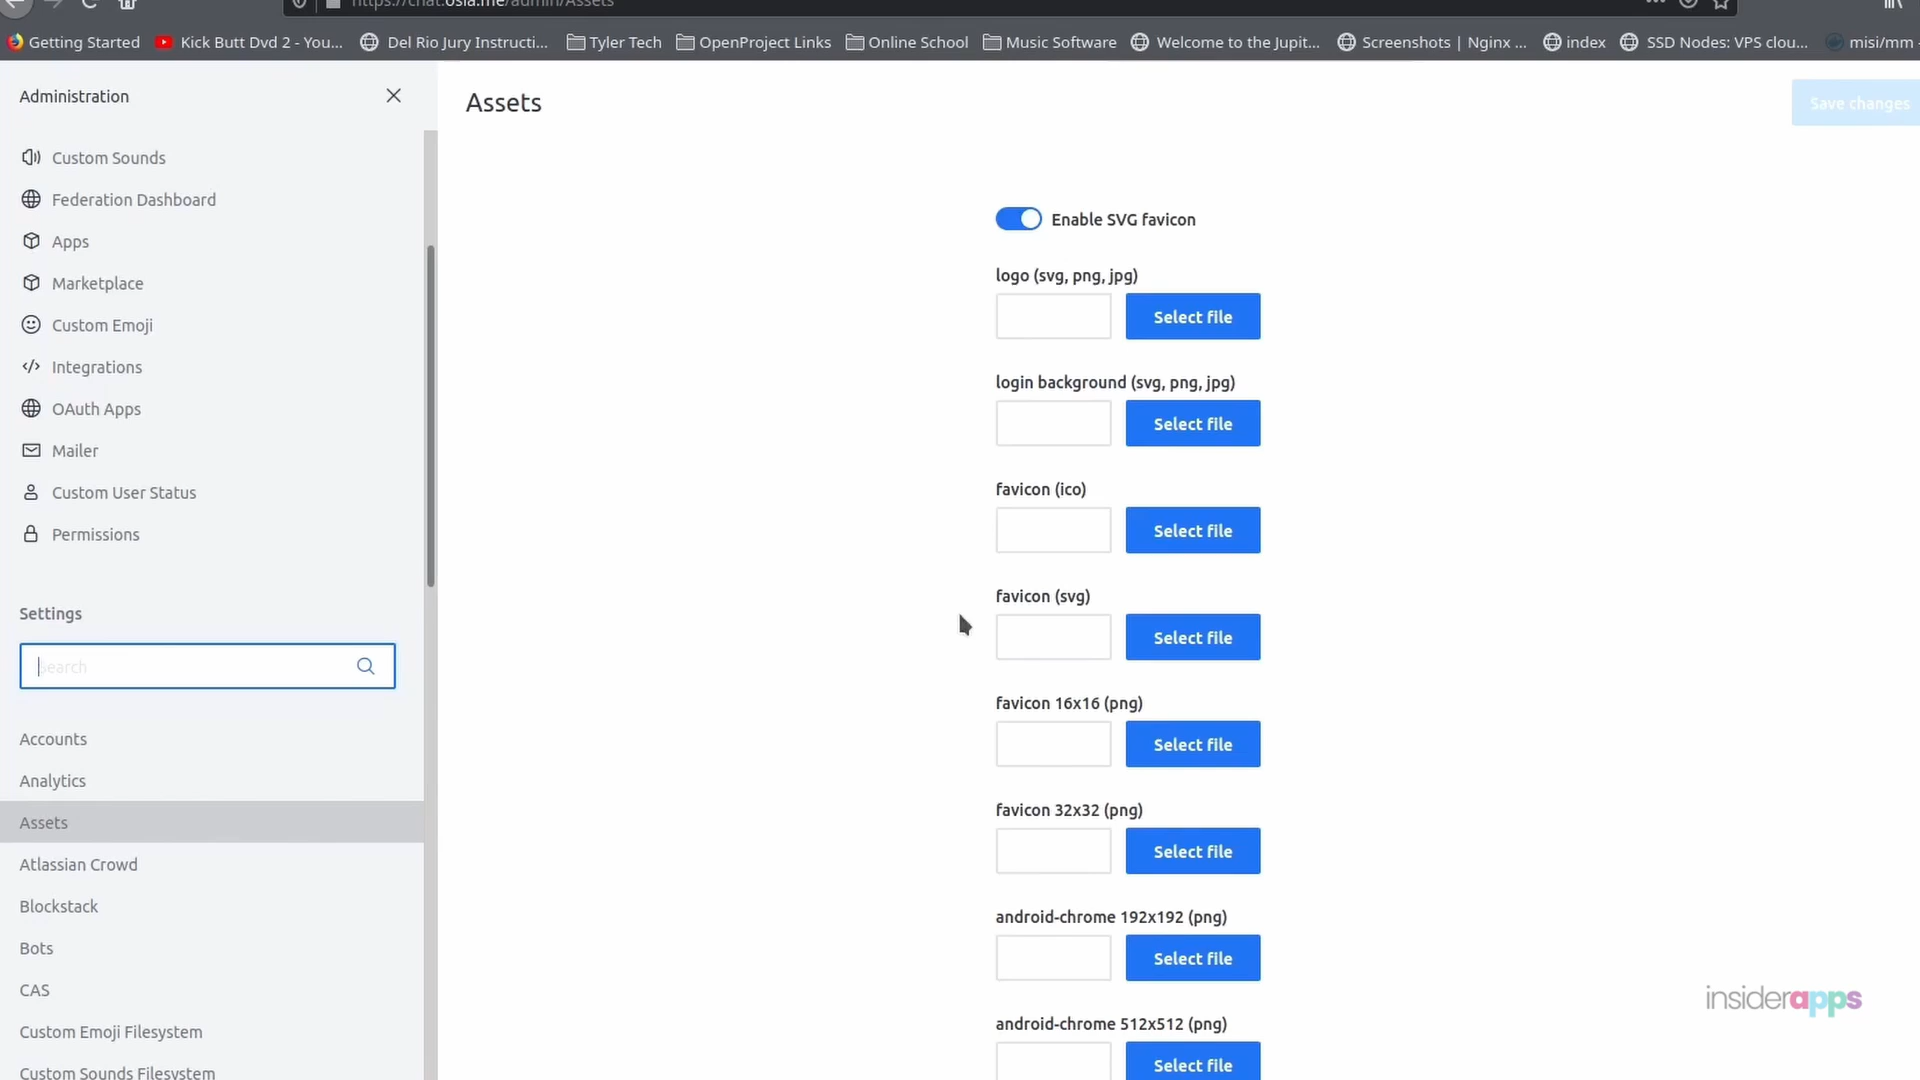 https://chat.osia.me/admin/Assets
Getting Started
Kick Butt Dvd 2 - You...
Del Rio Jury Instructi...
Tyler Tech
OpenProject Links
Online School
Music Software
Welcome to the Jupit...
Screenshots | Nginx ...
index
SSD Nodes: VPS clou...
misi/mm -
Administration
Custom Sounds
Federation Dashboard
Apps
Marketplace
Custom Emoji
Integrations
OAuth Apps
Mailer
Custom User Status
Permissions
Settings
Search
Accounts
Analytics
Assets
Atlassian Crowd
Blockstack
Bots
CAS
Custom Emoji Filesystem
Custom Sounds Filesystem
Assets
Save changes
Enable SVG favicon
logo (svg, png, jpg)
Select file
login background (svg, png, jpg)
Select file
favicon (ico)
Select file
favicon (svg)
Select file
favicon 16x16 (png)
Select file
favicon 32x32 (png)
Select file
android-chrome 192x192 (png)
Select file
android-chrome 512x512 (png)
Select file
insiderapps